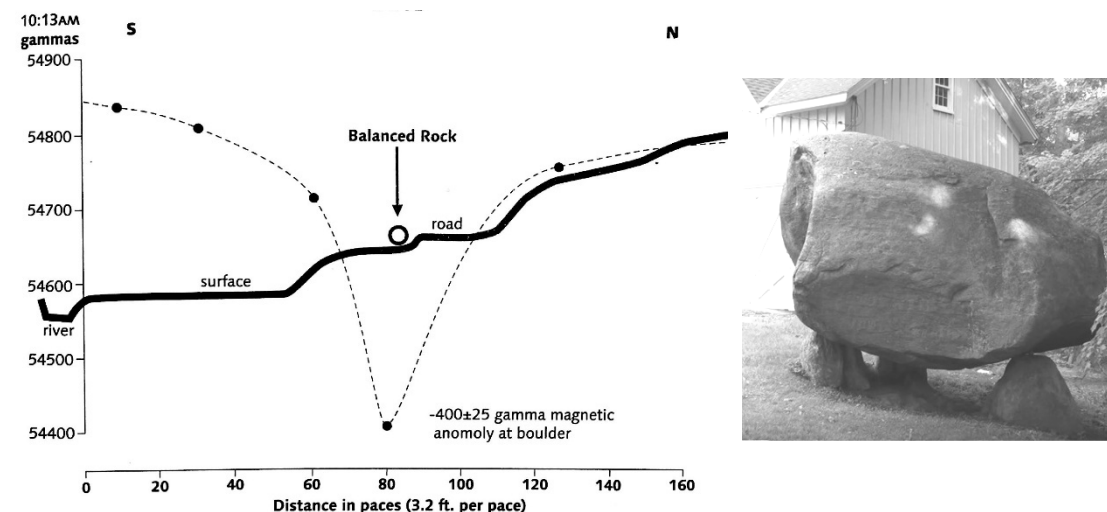 10:13AM
gammas
S
N
54900
54800
54700
54600
54500
54400
Balanced Rock
road
surface
river
-400±25 gamma magnetic
anomoly at boulder
0 20 40 60 80 100 120 140 160
Distance in paces (3.2 ft. per pace)